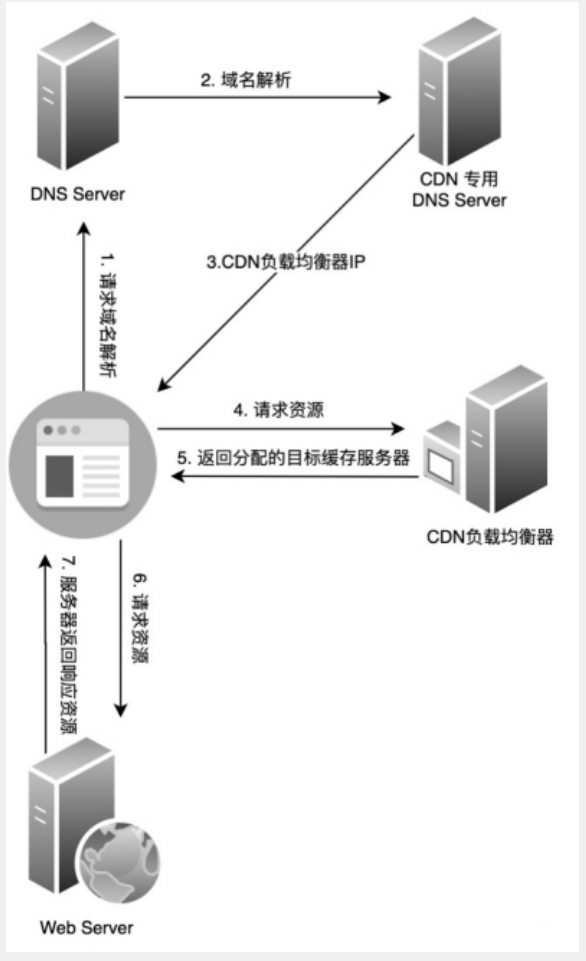 2. 域名解析
DNS Server
CDN 专用
DNS Server
1. 请求域名解析
3.CDN负载均衡器IP
4. 请求资源
5. 返回分配的目标缓存服务器
CDN负载均衡器
7. 服务器返回响应资源
6. 请求资源
Web Server